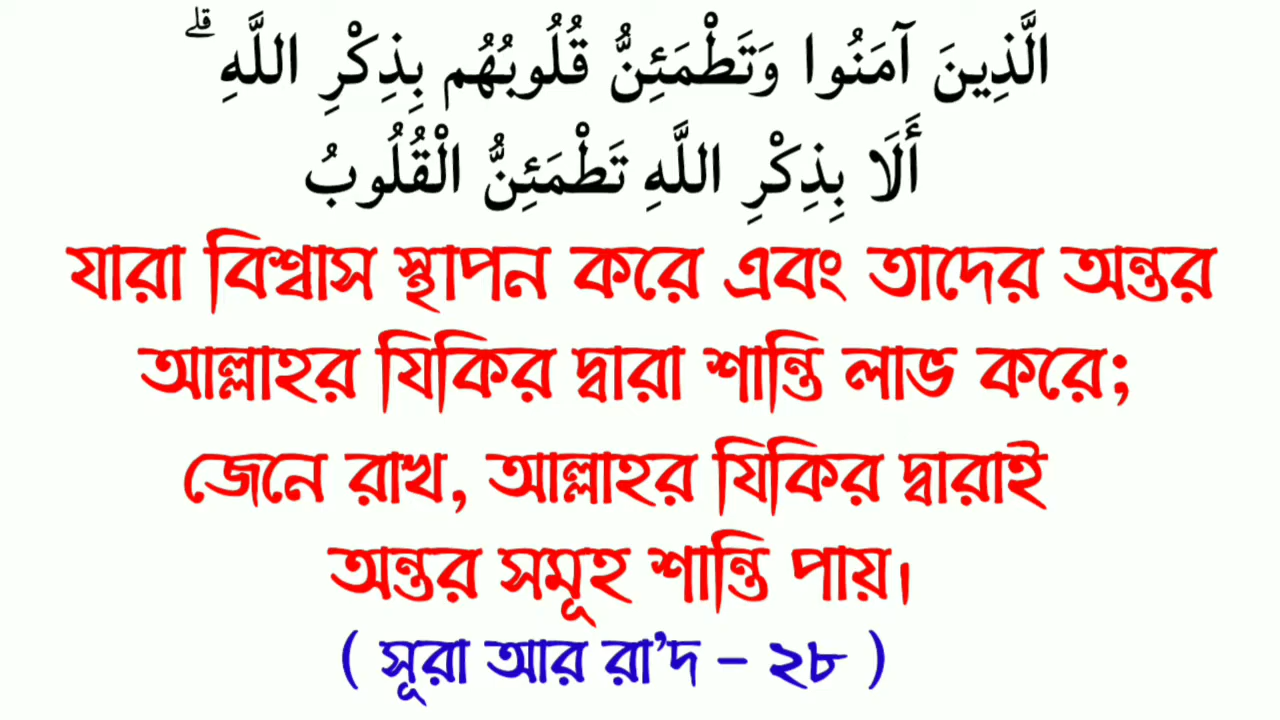 الَّذِينَ آمَنُوا وَتَطْمَئِنُّ قُلُوبُهُم بِذِكْرِ اللَّهِ ۗ
أَلَا بِذِكْرِ اللَّهِ تَطْمَئِنُّ الْقُلُوبُ
যারা বিশ্বাস স্থাপন করে এবং তাদের অন্তর
আল্লাহর যিকির দ্বারা শান্তি লাভ করে;
জেনে রাখ, আল্লাহর যিকির দ্বারাই
অন্তর সমূহ শান্তি পায়।
( সূরা আর রা’দ – ২৮ )